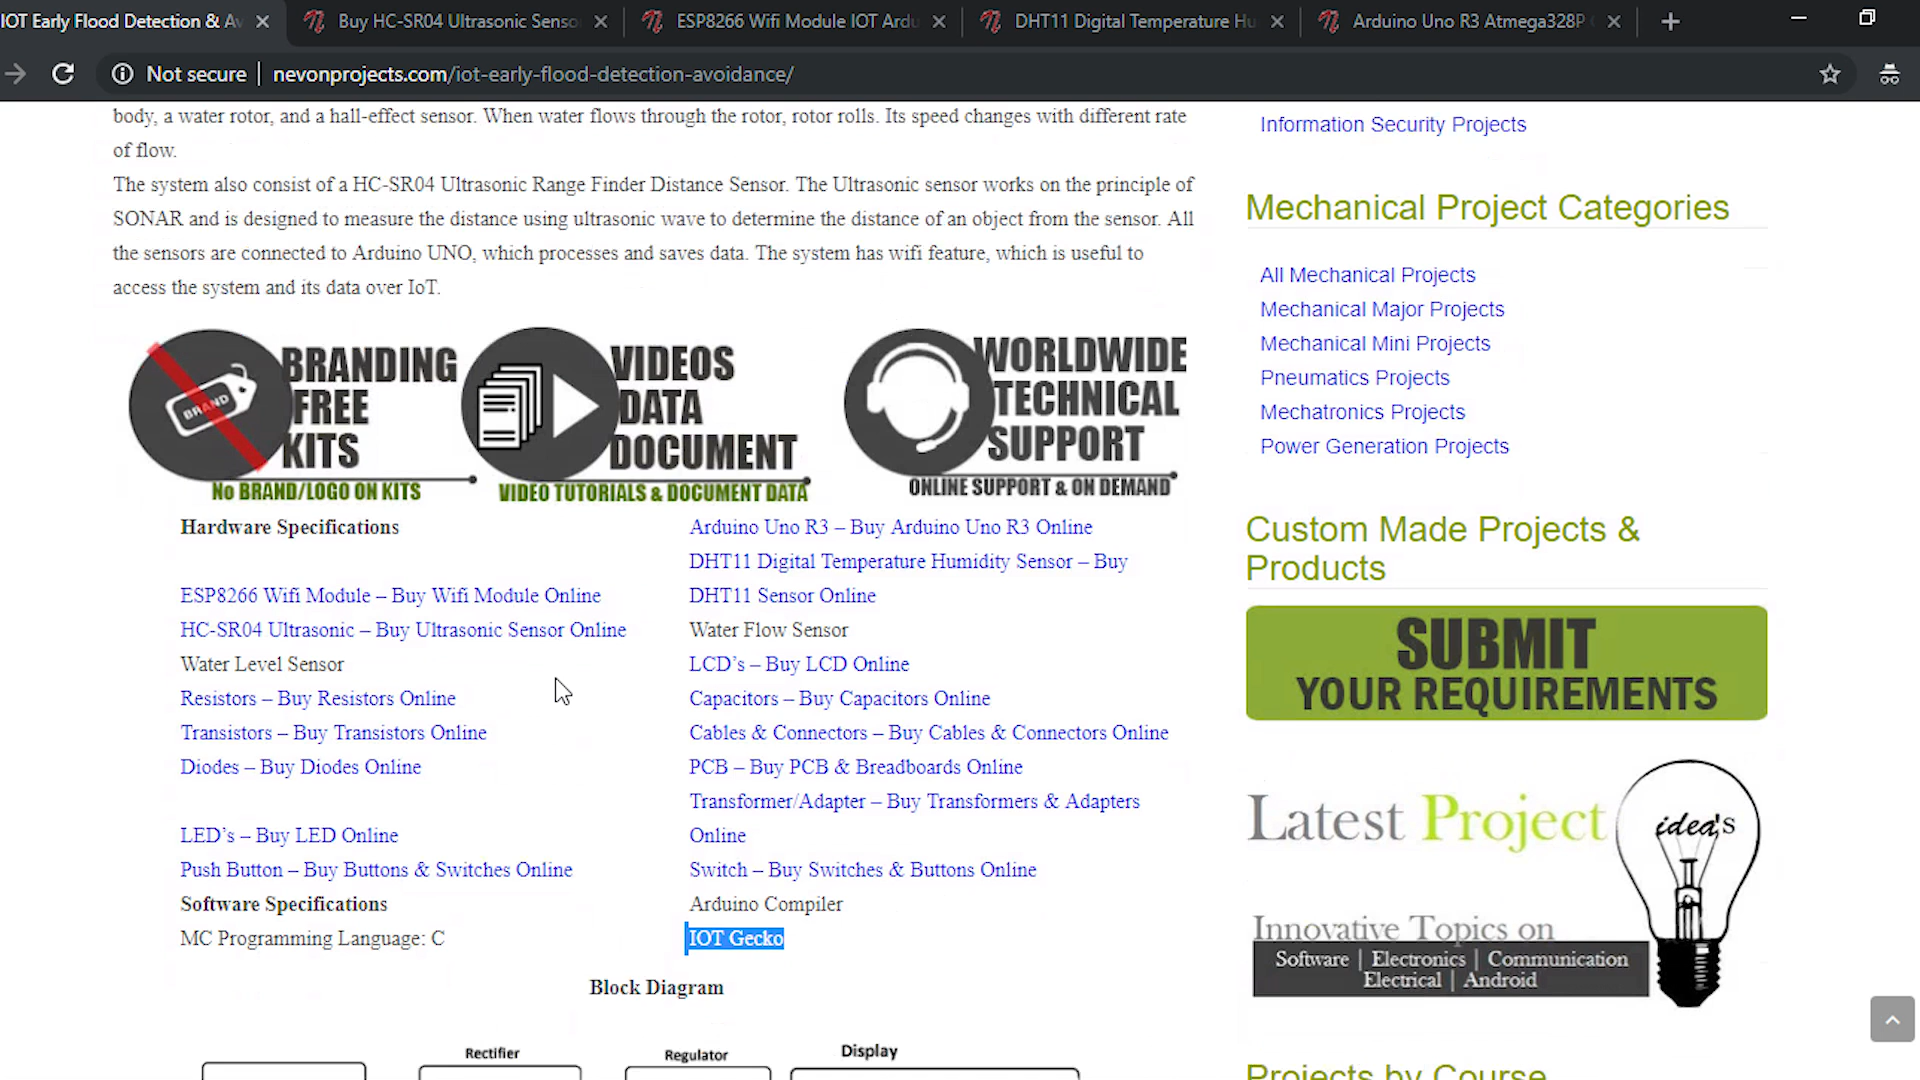 IOT Early Flood Detection & Av
Buy HC-SR04 Ultrasonic Senso
ESP8266 Wifi Module IOT Ardu
DHT11 Digital Temperature Hu
Arduino Uno R3 Atmega328P
Not secure
nevonprojects.com/iot-early-flood-detection-avoidance/
body, a water rotor, and a hall-effect sensor. When water flows through the rotor, rotor rolls. Its speed changes with different rate
of flow.
The system also consist of a HC-SR04 Ultrasonic Range Finder Distance Sensor. The Ultrasonic sensor works on the principle of
SONAR and is designed to measure the distance using ultrasonic wave to determine the distance of an object from the sensor. All
the sensors are connected to Arduino UNO, which processes and saves data. The system has wifi feature, which is useful to
access the system and its data over IoT.
BRAND
BRANDING
FREE
KITS
No BRAND/LOGO ON KITS
VIDEOS
DATA
DOCUMENT
VIDEO TUTORIALS & DOCUMENT DATA
WORLDWIDE
TECHNICAL
SUPPORT
ONLINE SUPPORT & ON DEMAND
Hardware Specifications
ESP8266 Wifi Module – Buy Wifi Module Online
HC-SR04 Ultrasonic – Buy Ultrasonic Sensor Online
Water Level Sensor
Resistors – Buy Resistors Online
Transistors – Buy Transistors Online
Diodes – Buy Diodes Online
LED's – Buy LED Online
Push Button – Buy Buttons & Switches Online
Software Specifications
MC Programming Language: C
Arduino Uno R3 – Buy Arduino Uno R3 Online
DHT11 Digital Temperature Humidity Sensor – Buy
DHT11 Sensor Online
Water Flow Sensor
LCD's – Buy LCD Online
Capacitors – Buy Capacitors Online
Cables & Connectors – Buy Cables & Connectors Online
PCB – Buy PCB & Breadboards Online
Transformer/Adapter – Buy Transformers & Adapters
Online
Switch – Buy Switches & Buttons Online
Arduino Compiler
IOT Gecko
Block Diagram
Rectifier
Regulator
Display
Information Security Projects
Mechanical Project Categories
All Mechanical Projects
Mechanical Major Projects
Mechanical Mini Projects
Pneumatics Projects
Mechatronics Projects
Power Generation Projects
Custom Made Projects &
Products
SUBMIT
YOUR REQUIREMENTS
Latest Project
idea's
Innovative Topics on
Software | Electronics | Communication
Electrical | Android
Projects by Course